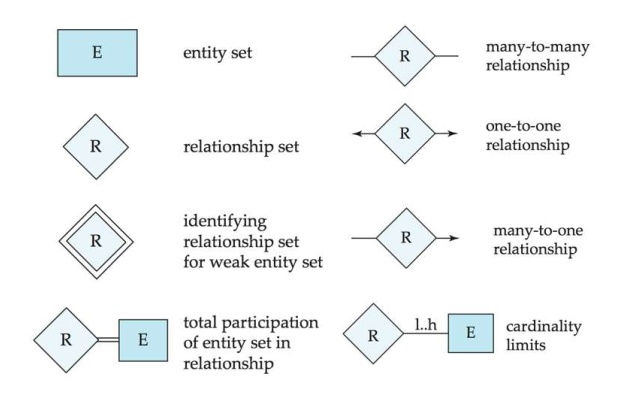 E
entity set
R
many-to-many
relationship
R
relationship set
R
one-to-one
relationship
R
identifying
relationship set
for weak entity set
R
many-to-one
relationship
R
E
total participation
of entity set in
relationship
R
l..h
E
cardinality
limits